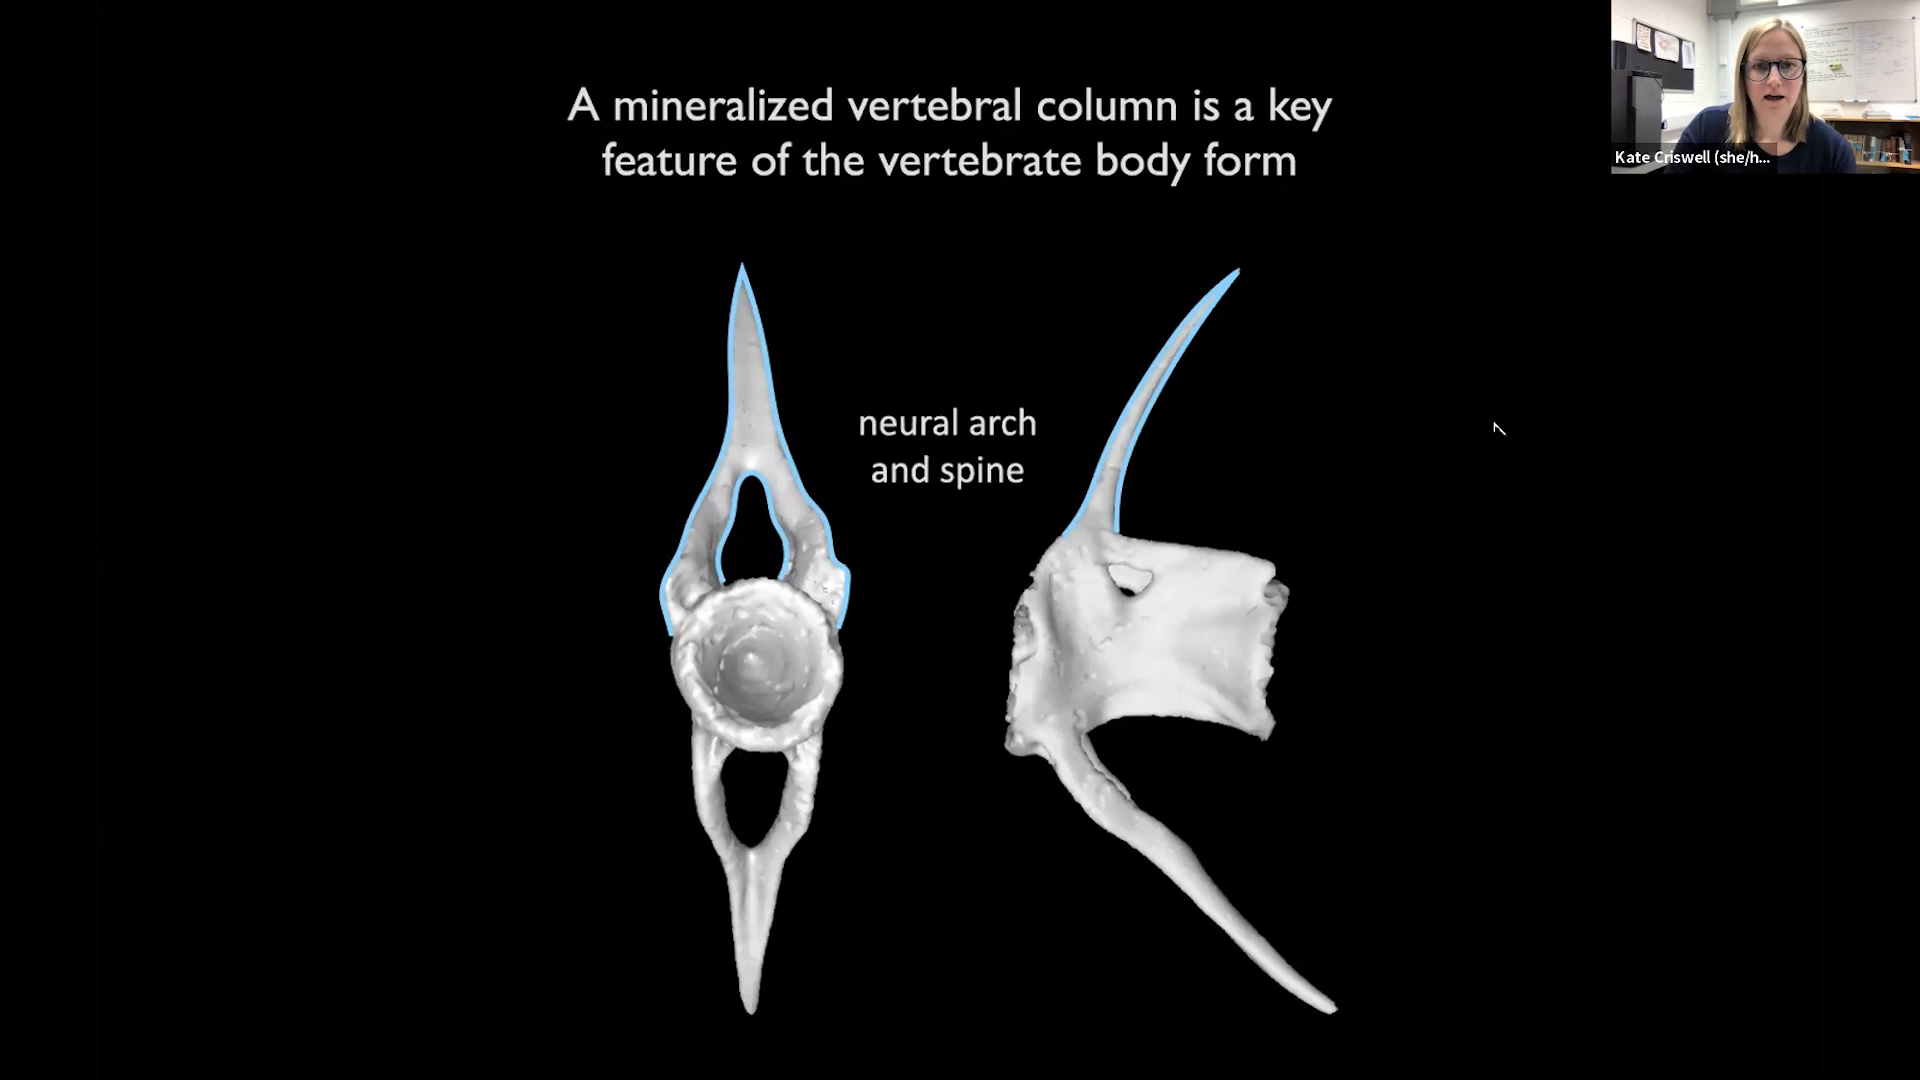 A mineralized vertebral column is a key
feature of the vertebrate body form
Kate Criswell (she/h...
neural arch
and spine